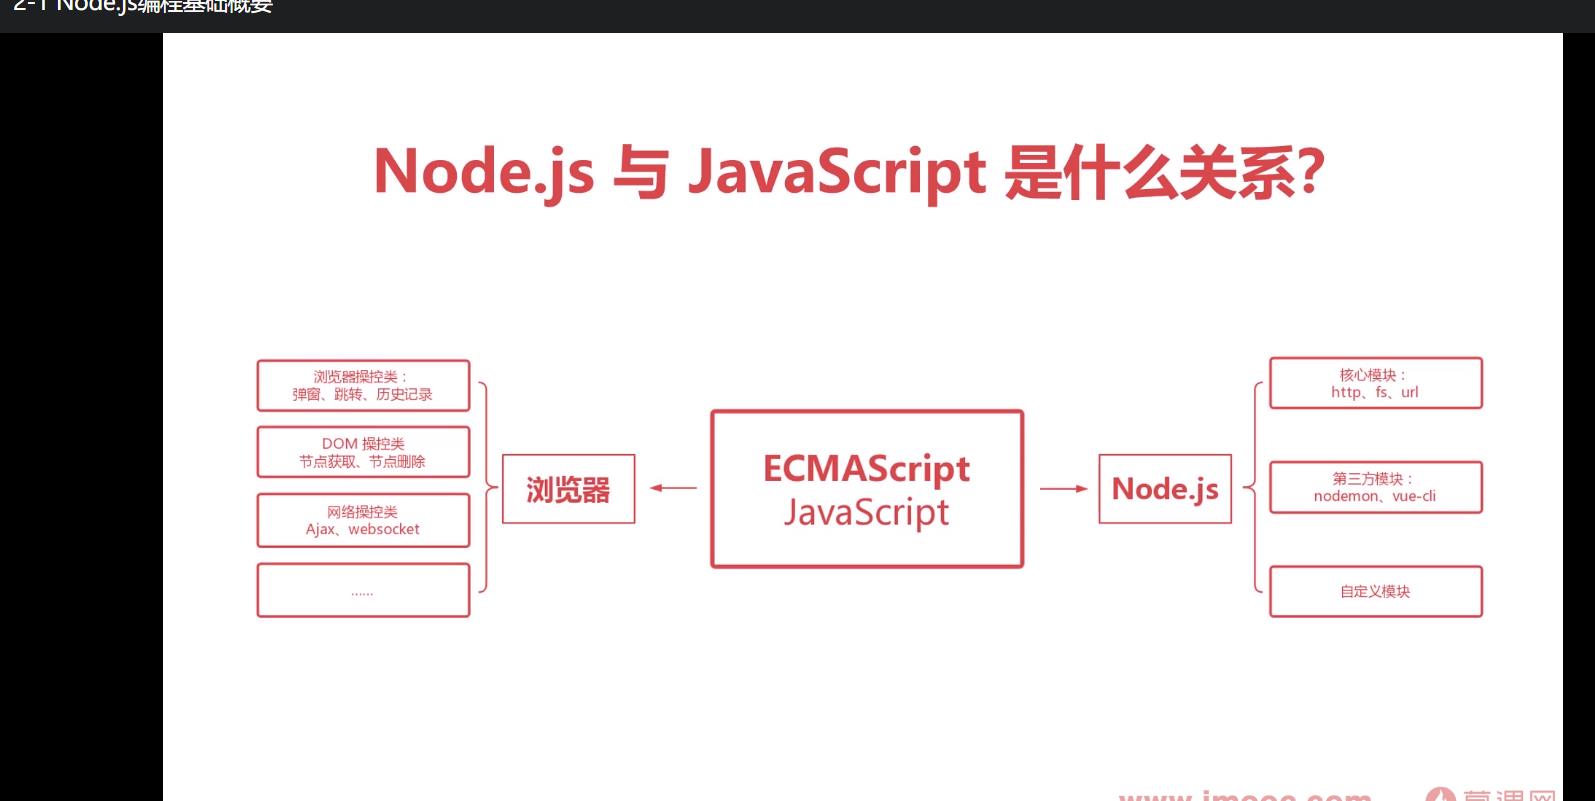 2-1 Node.js编程基础概要
Node.js 与 JavaScript 是什么关系？
浏览器操控类：
弹窗、跳转、历史记录
DOM 操控类
节点获取、节点删除
网络操控类
Ajax、websocket
......
浏览器
ECMAScript
JavaScript
Node.js
核心模块：
http、fs、url
第三方模块：
nodemon、vue-cli
自定义模块
www.imooc.com
慕课网